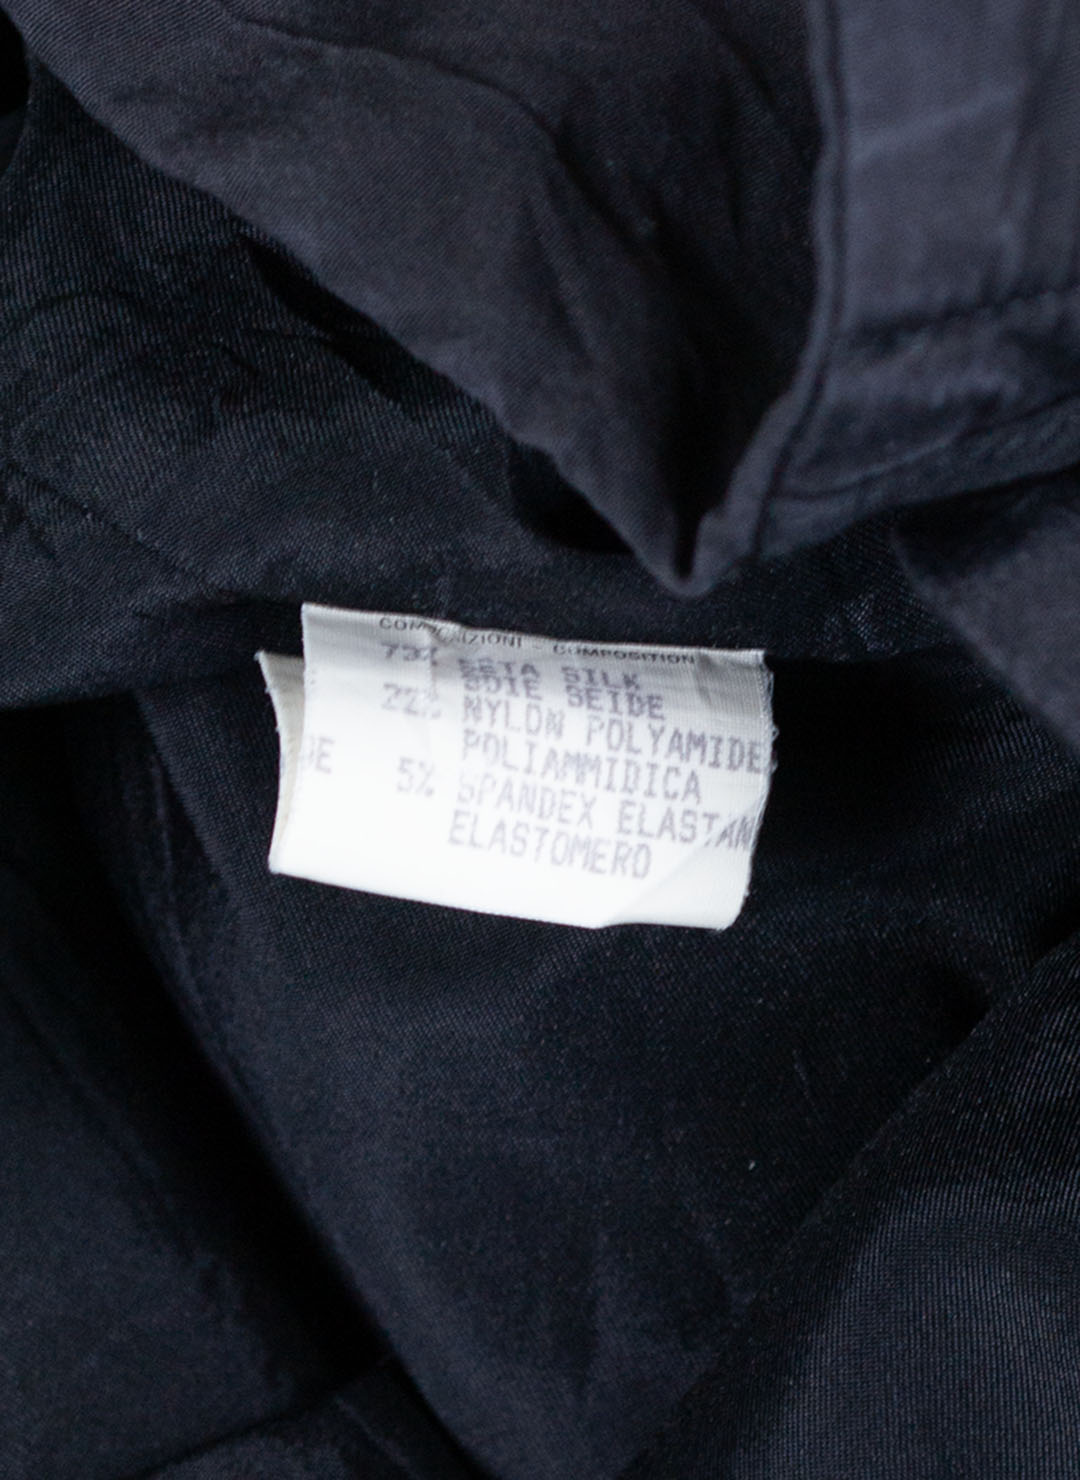 COMPOSIZIONI - COMPOSITION
73% SETA SILK
SOIE SEIDE
22% NYLON POLYAMIDE
POLIAMMIDICA
5% SPANDEX ELASTAN
ELASTOMERO